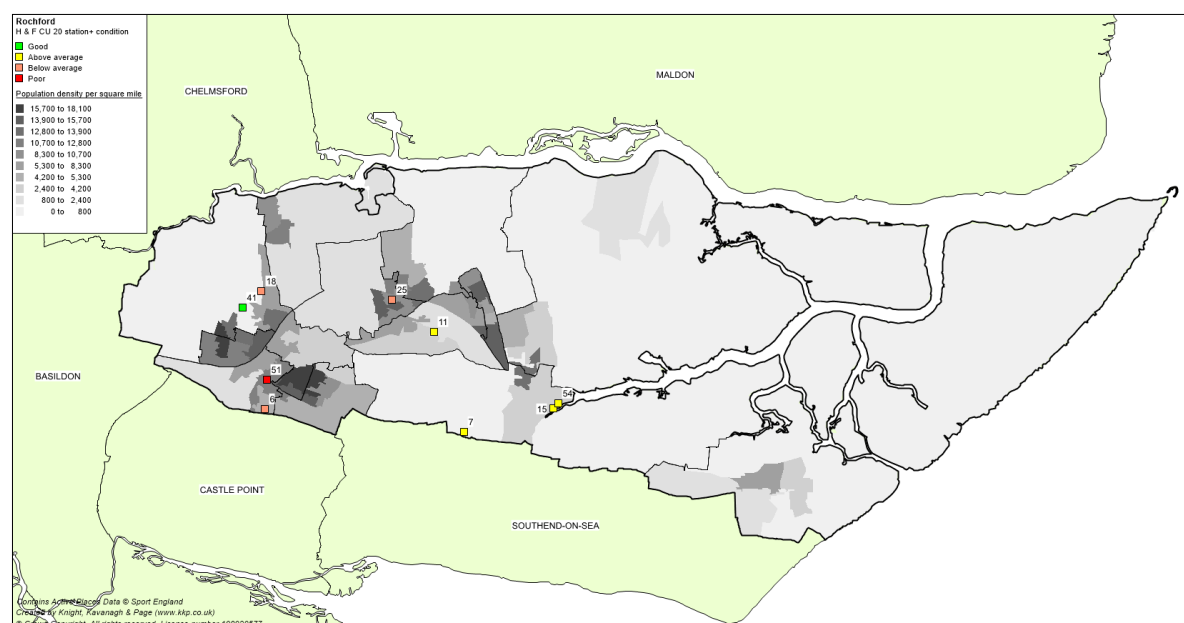 Rochford
H & F CU 20 station+ condition
Good
Above average
Below average
Poor
Population density per square mile
15,700 to 18,100
13,900 to 15,700
12,800 to 13,900
10,700 to 12,800
8,300 to 10,700
5,300 to 8,300
4,200 to 5,300
2,400 to 4,200
800 to 2,400
0 to 800
MALDON
CHELMSFORD
18
41
25
11
51
BASILDON
6
54
15
7
CASTLE POINT
SOUTHEND-ON-SEA
Contains Active Places Data © Sport England
Created by Knight, Kavanagh & Page (www.kkp.co.uk)